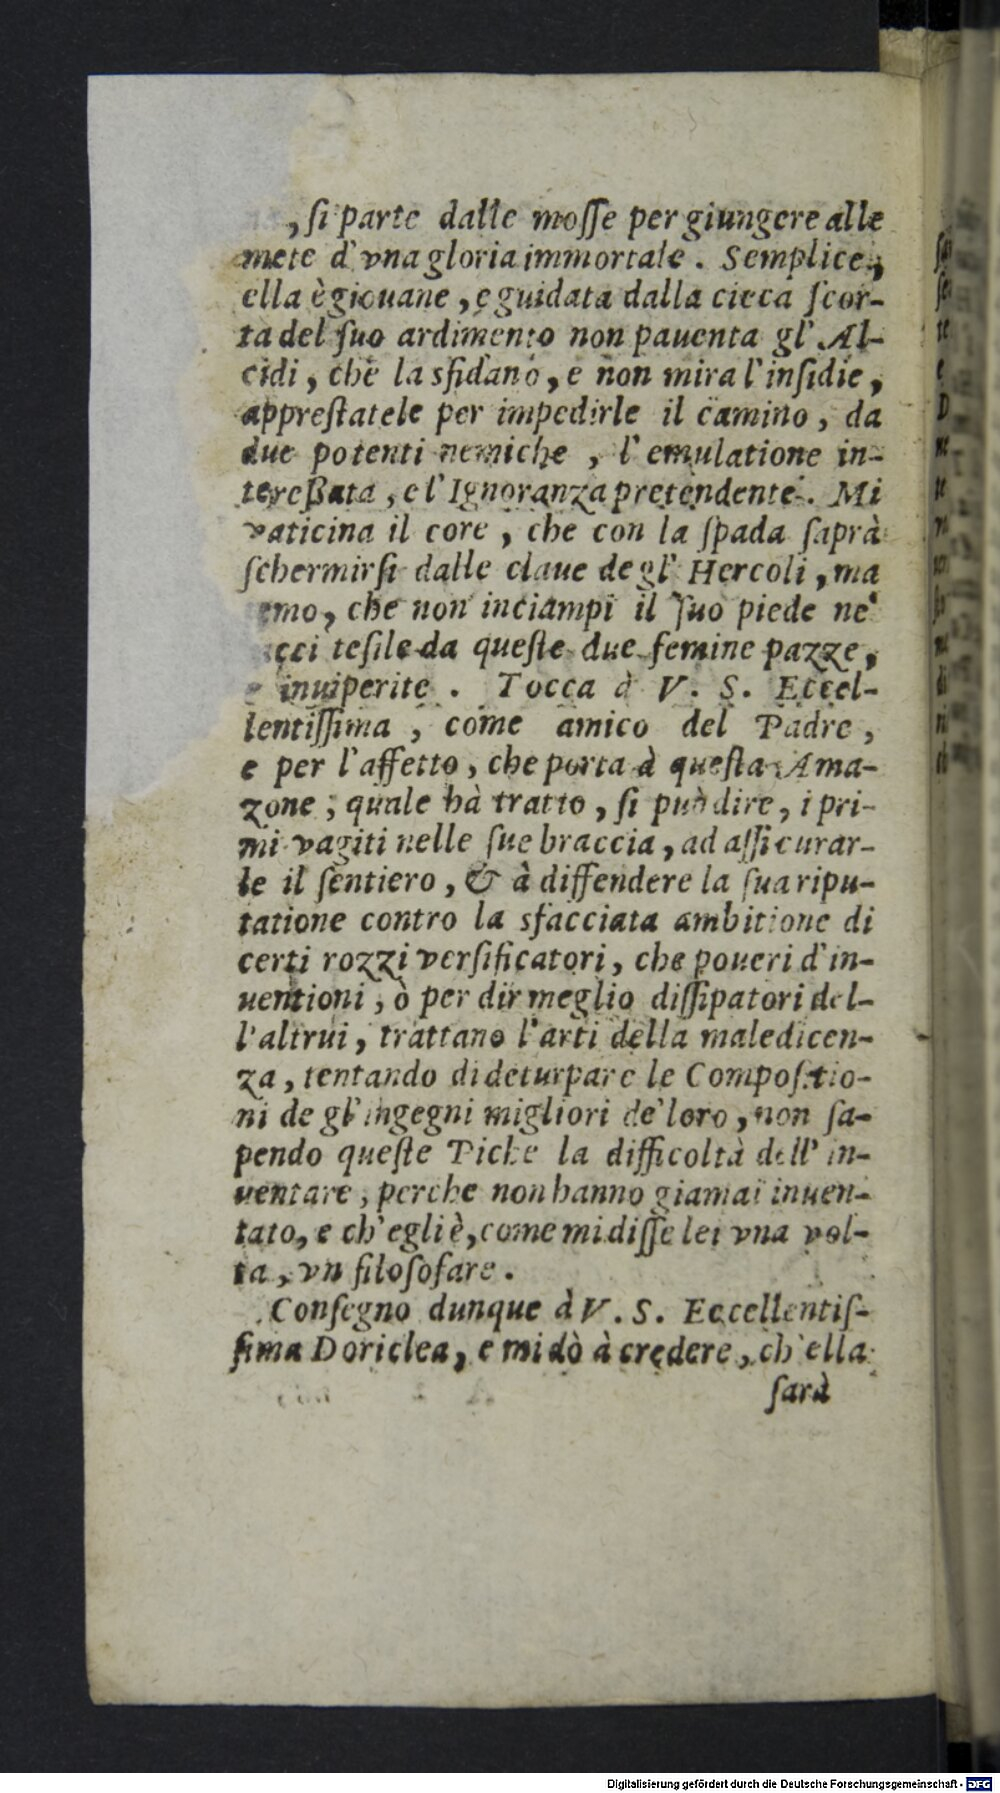 , ſi parte dalle moſſe per giungere alle
mete d'vna gloria immortale. Semplice,
ella è giouane, e guidata dalla cieca ſcor-
ta del ſuo ardimento non pauenta gl' Al-
cidi, che la sfidano, e non mira l'inſidie,
appreſtatele per impedirle il camino, da
due potenti nemiche, l'emulatione in-
tereßata, e l'Ignoranza pretendente. Mi
vaticina il core, che con la ſpada ſaprà
ſchermirſi dalle claue degl' Hercoli, ma
emo, che non inciampi il ſuo piede ne'
cci teſile da queſte due femine pazze,
inuiperite. Tocca à V. S. Eccel-
lentiſſima, come amico del Padre,
e per l'affetto, che porta à queſta Ama-
zone, quale hà tratto, ſi può dire, i pri-
mi vagiti nelle ſue braccia, ad aſſicurar-
le il ſentiero, & à diffendere la ſua ripu-
tatione contro la sfacciata ambitione di
certi rozzi verſificatori, che poueri d'in-
uentioni, ò per dir meglio diſſipatori del-
l'altrui, trattano l'arti della maledicen-
za, tentando di deturpare le Compoſitio-
ni de gl'ingegni migliori de' loro, non ſa-
pendo queſte Piche la difficoltà dell' in-
uentare, perche non hanno giamai inuen-
tato, e ch'egli è, come mi diſſe lei vna vol-
ta, vn filoſofare.
Conſegno dunque à V. S. Eccellentiſ-
ſima Doriclea, e mi dò à credere, ch'ella
ſarà
Digitalisierung gefördert durch die Deutsche Forschungsgemeinschaft - DFG